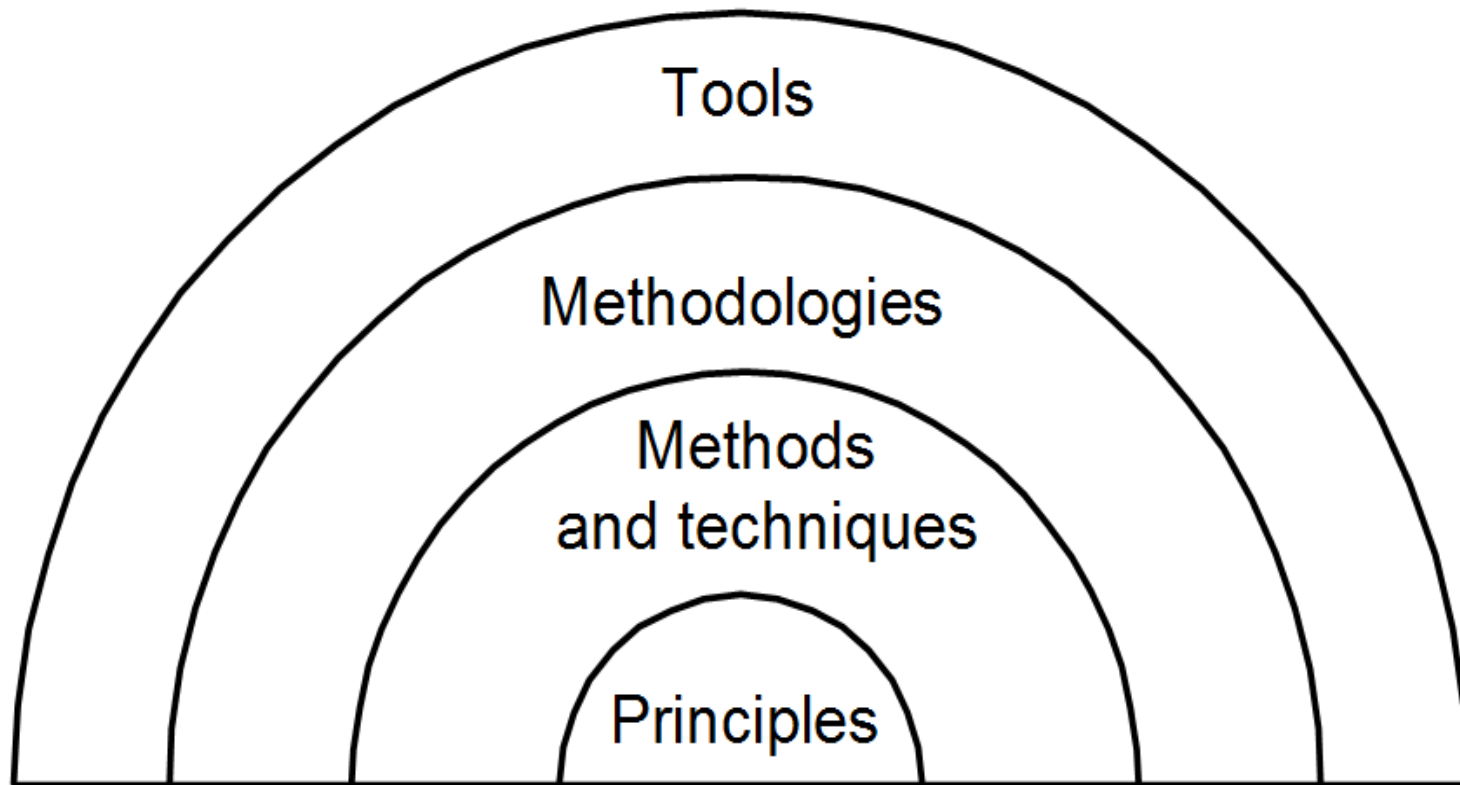 Tools
Methodologies
Methods
and techniques
Principles